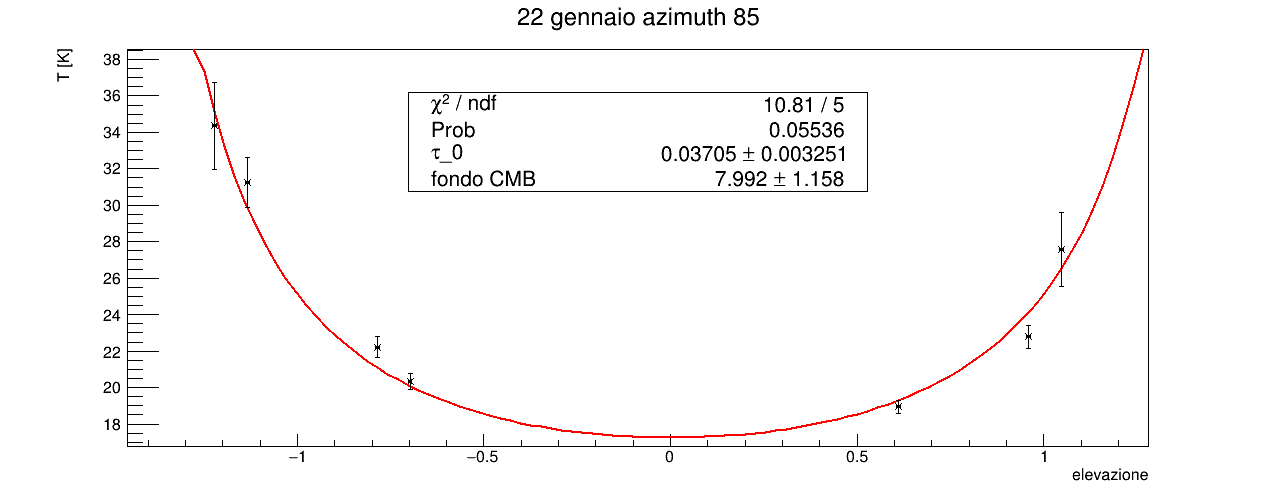 22 gennaio azimuth 85
T [K]
χ² / ndf 10.81 / 5
Prob 0.05536
τ_0 0.03705 ± 0.003251
fondo CMB 7.992 ± 1.158
38
36
34
32
30
28
26
24
22
20
18
−1 −0.5 0 0.5 1
elevazione